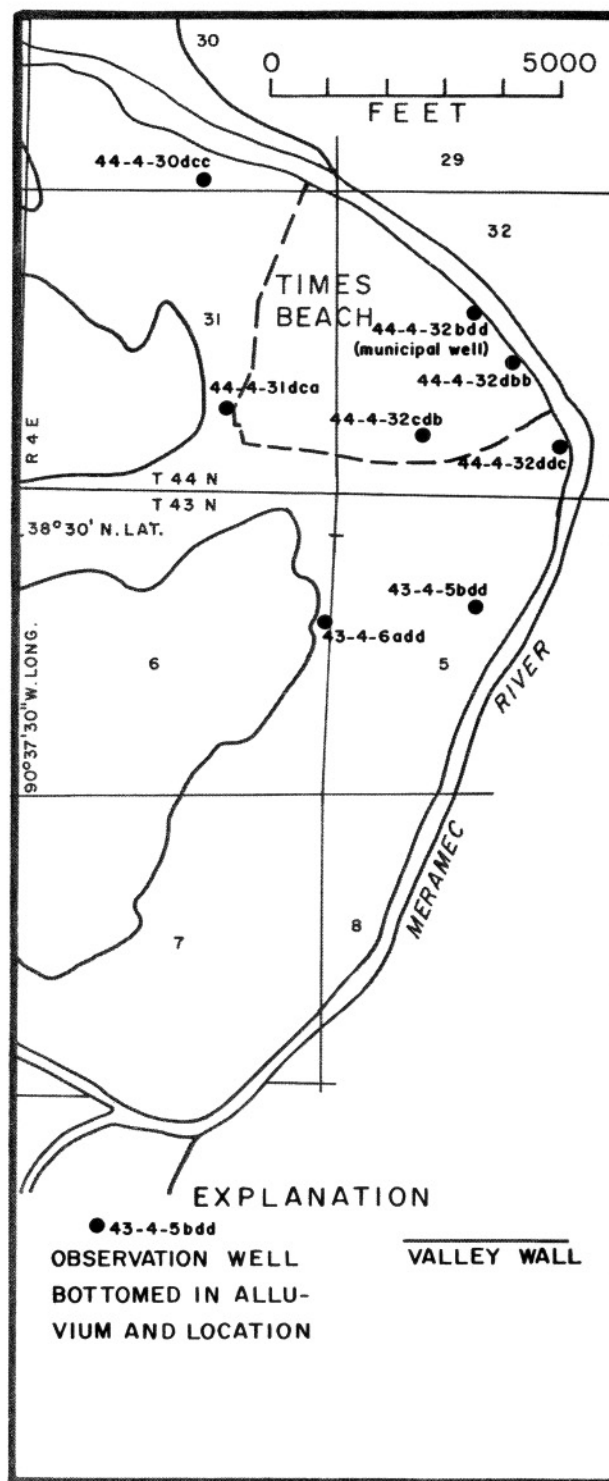 30
0 5000
FEET
44-4-30dcc
29
32
TIMES
BEACH
31
44-4-32bdd
(municipal well)
44-4-32dbb
44-4-31dca
44-4-32cdb
44-4-32ddc
R 4 E
T 44 N
T 43 N
38°30' N. LAT.
43-4-5bdd
43-4-6add
6
5
90°37'30" W. LONG.
RIVER
MERAMEC
8
7
EXPLANATION
43-4-5bdd
OBSERVATION WELL
BOTTOMED IN ALLU-
VIUM AND LOCATION
VALLEY WALL